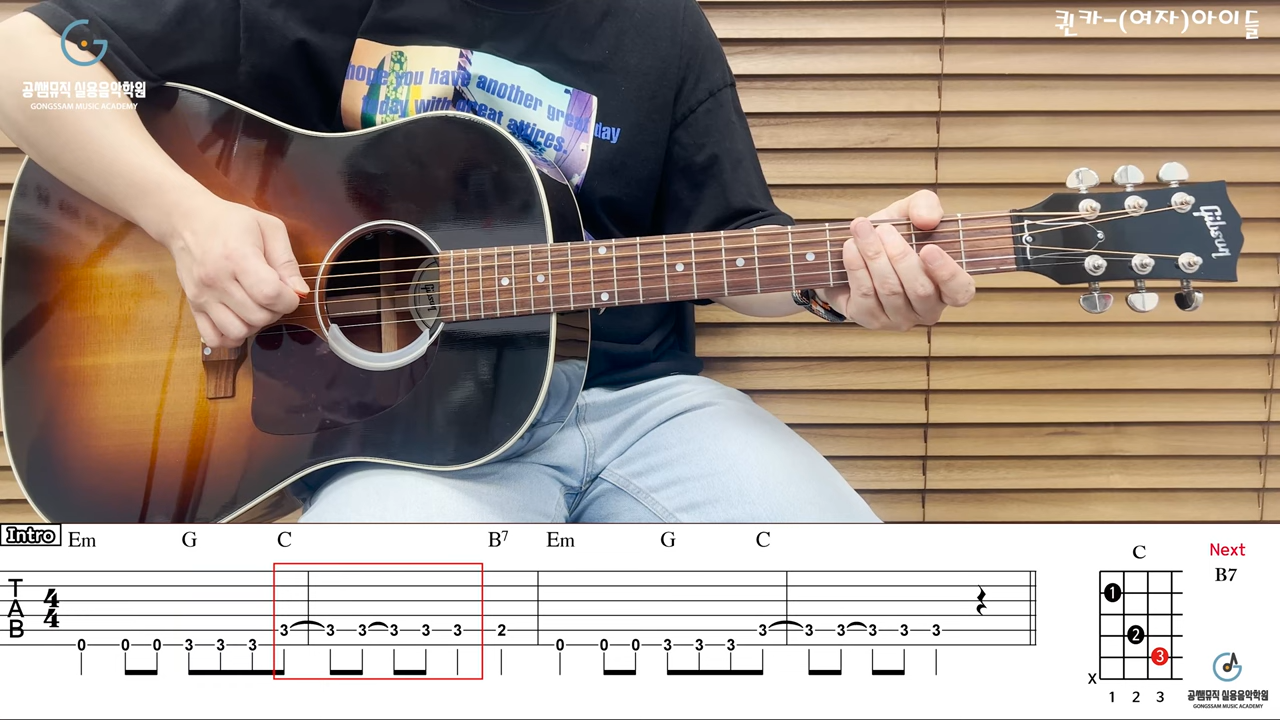 퀸카-(여자)아이들
공쌤뮤직 실용음악학원
GONGSSAM MUSIC ACADEMY
hope you have another great day
today with great attires.
Gibson
Gibson
Intro Em G C B7 Em G C
T
A
B
4
4
0 0 0 3 3 3 3 3 3 3 3 3 2 0 0 0 3 3 3 3 3 3 3 3 3
C
Next
B7
1
2
3
x
1 2 3
공쌤뮤직 실용음악학원
GONGSSAM MUSIC ACADEMY